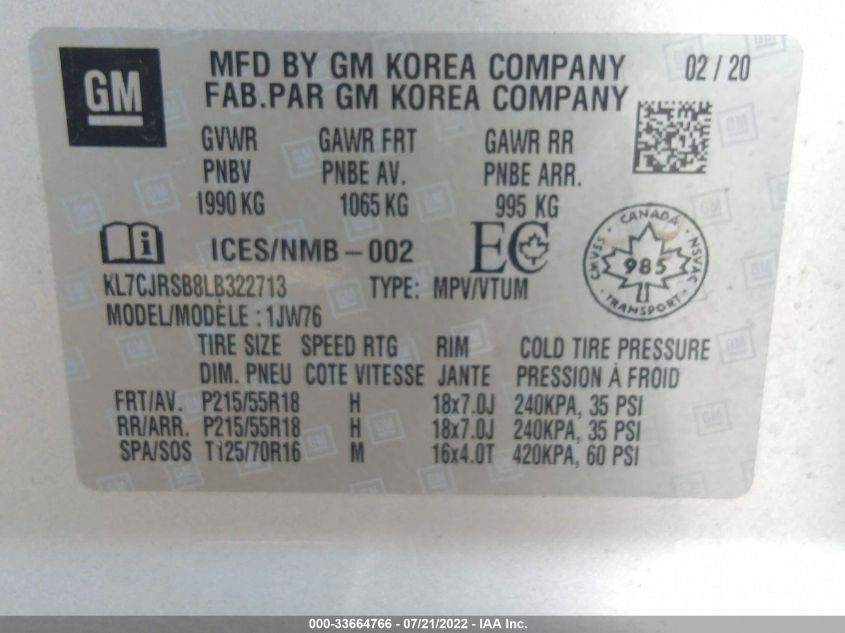 GM
MFD BY GM KOREA COMPANY 02 / 20
FAB.PAR GM KOREA COMPANY
GVWR GAWR FRT GAWR RR
PNBV PNBE AV. PNBE ARR.
1990 KG 1065 KG 995 KG
ICES/NMB-002 EC
CANADA CMVSS 985 NSVAC TRANSPORT
KL7CJRSB8LB322713 TYPE: MPV/VTUM
MODEL/MODÈLE : 1JW76
TIRE SIZE SPEED RTG RIM COLD TIRE PRESSURE
DIM. PNEU COTE VITESSE JANTE PRESSION À FROID
FRT/AV. P215/55R18 H 18x7.0J 240KPA, 35 PSI
RR/ARR. P215/55R18 H 18x7.0J 240KPA, 35 PSI
SPA/SOS T125/70R16 M 16x4.0T 420KPA, 60 PSI
000-33664766 - 07/21/2022 - IAA Inc.